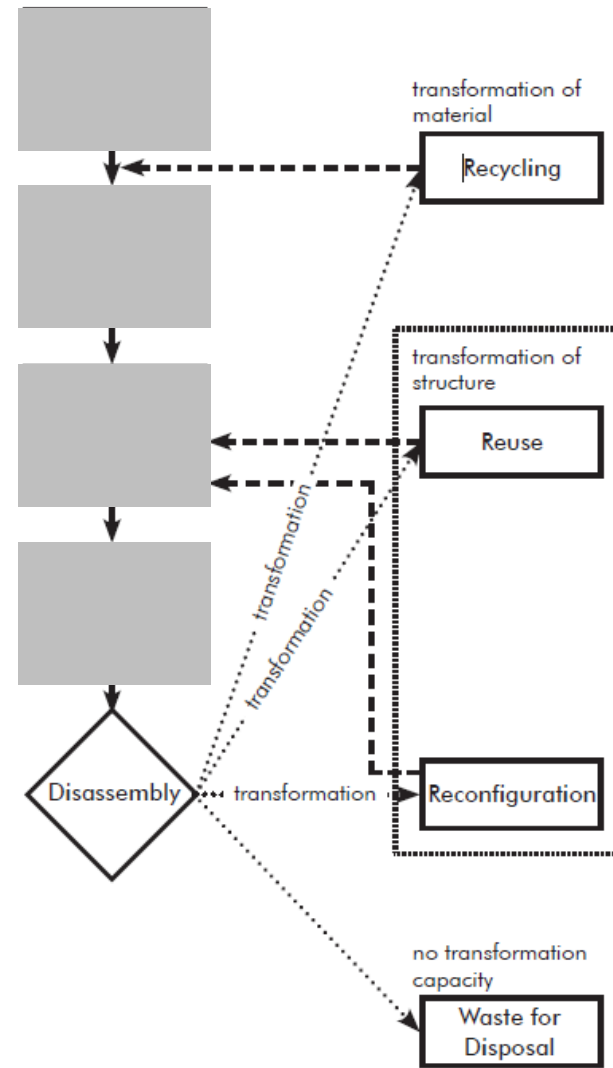 transformation of
material
Recycling
transformation of
structure
Reuse
transformation
transformation
Disassembly
transformation
Reconfiguration
no transformation
capacity
Waste for
Disposal